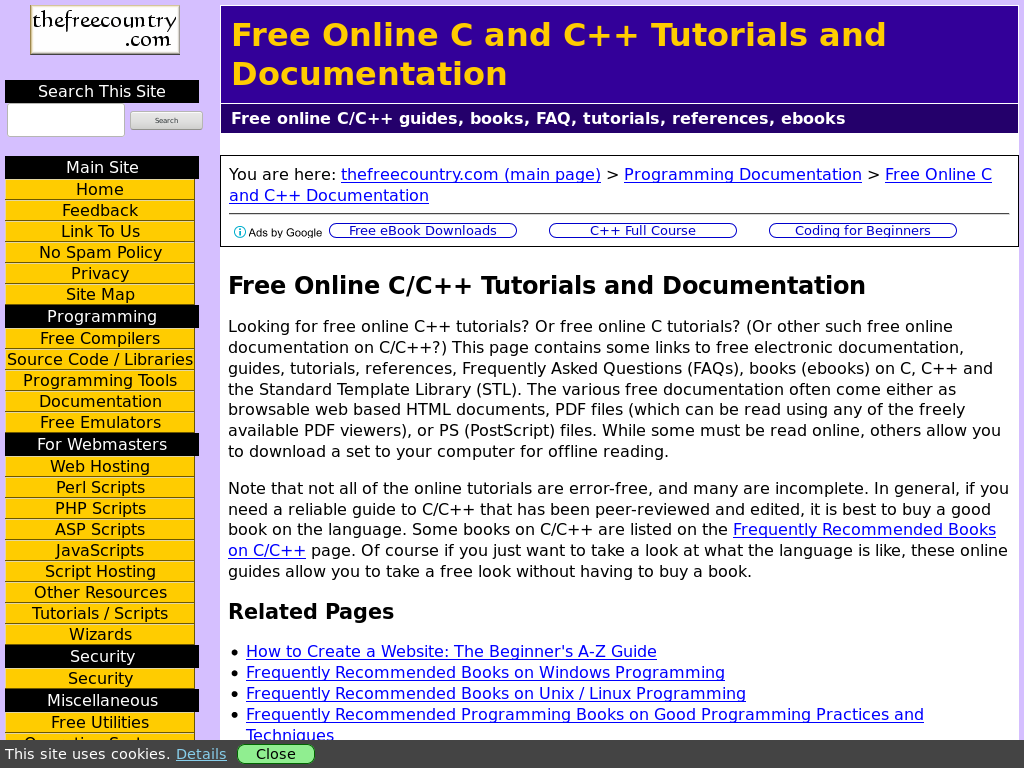 thefreecountry
.com
Search This Site
Search
Main Site
Home
Feedback
Link To Us
No Spam Policy
Privacy
Site Map
Programming
Free Compilers
Source Code / Libraries
Programming Tools
Documentation
Free Emulators
For Webmasters
Web Hosting
Perl Scripts
PHP Scripts
ASP Scripts
JavaScripts
Script Hosting
Other Resources
Tutorials / Scripts
Wizards
Security
Security
Miscellaneous
Free Utilities
Free Online C and C++ Tutorials and
Documentation
Free online C/C++ guides, books, FAQ, tutorials, references, ebooks
You are here: thefreecountry.com (main page) > Programming Documentation > Free Online C
and C++ Documentation
Ads by Google Free eBook Downloads C++ Full Course Coding for Beginners
Free Online C/C++ Tutorials and Documentation
Looking for free online C++ tutorials? Or free online C tutorials? (Or other such free online
documentation on C/C++?) This page contains some links to free electronic documentation,
guides, tutorials, references, Frequently Asked Questions (FAQs), books (ebooks) on C, C++ and
the Standard Template Library (STL). The various free documentation often come either as
browsable web based HTML documents, PDF files (which can be read using any of the freely
available PDF viewers), or PS (PostScript) files. While some must be read online, others allow you
to download a set to your computer for offline reading.
Note that not all of the online tutorials are error-free, and many are incomplete. In general, if you
need a reliable guide to C/C++ that has been peer-reviewed and edited, it is best to buy a good
book on the language. Some books on C/C++ are listed on the Frequently Recommended Books
on C/C++ page. Of course if you just want to take a look at what the language is like, these online
guides allow you to take a free look without having to buy a book.
Related Pages
• How to Create a Website: The Beginner's A-Z Guide
• Frequently Recommended Books on Windows Programming
• Frequently Recommended Books on Unix / Linux Programming
• Frequently Recommended Programming Books on Good Programming Practices and
Techniques
This site uses cookies. Details Close